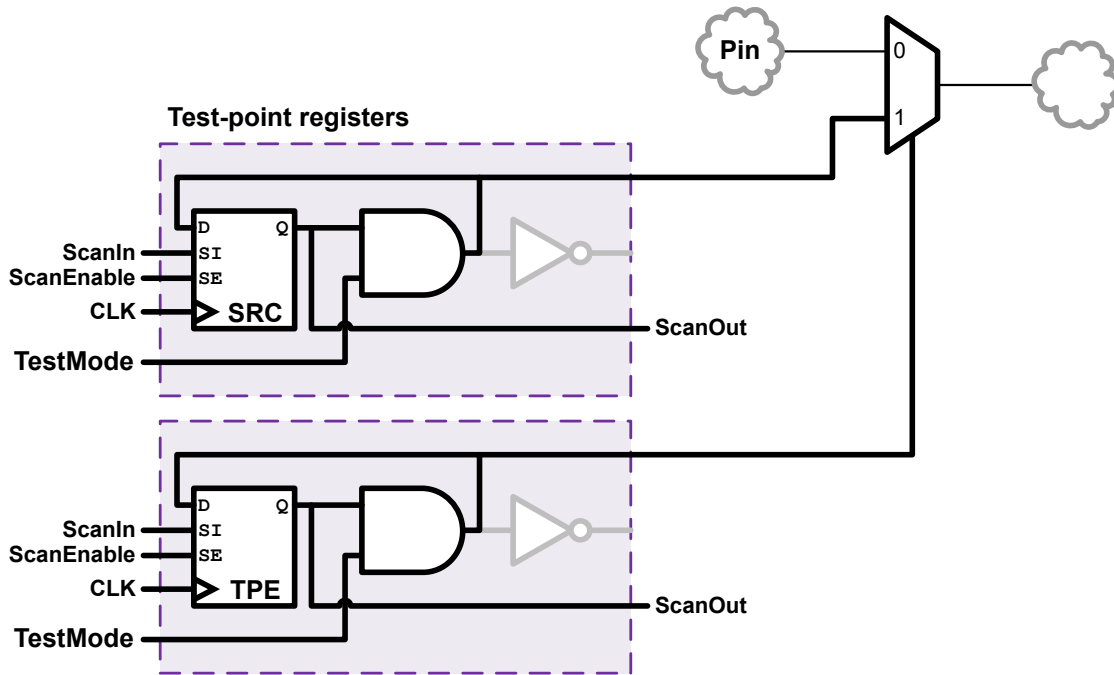 Pin
0
1
Test-point registers
D
Q
ScanIn
SI
ScanEnable
SE
CLK
SRC
ScanOut
TestMode
D
Q
ScanIn
SI
ScanEnable
SE
CLK
TPE
ScanOut
TestMode